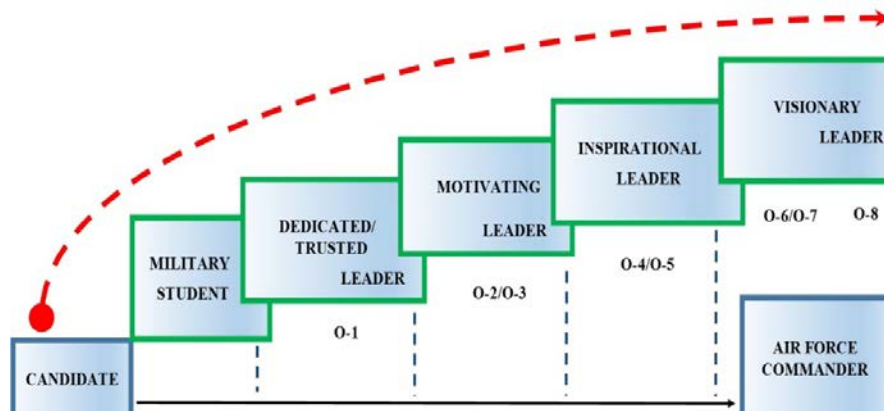 VISIONARY
LEADER
INSPIRATIONAL
LEADER
MOTIVATING
LEADER
O-6/O-7 O-8
DEDICATED/
TRUSTED
LEADER
O-4/O-5
MILITARY
STUDENT
O-2/O-3
O-1
CANDIDATE
AIR FORCE
COMMANDER